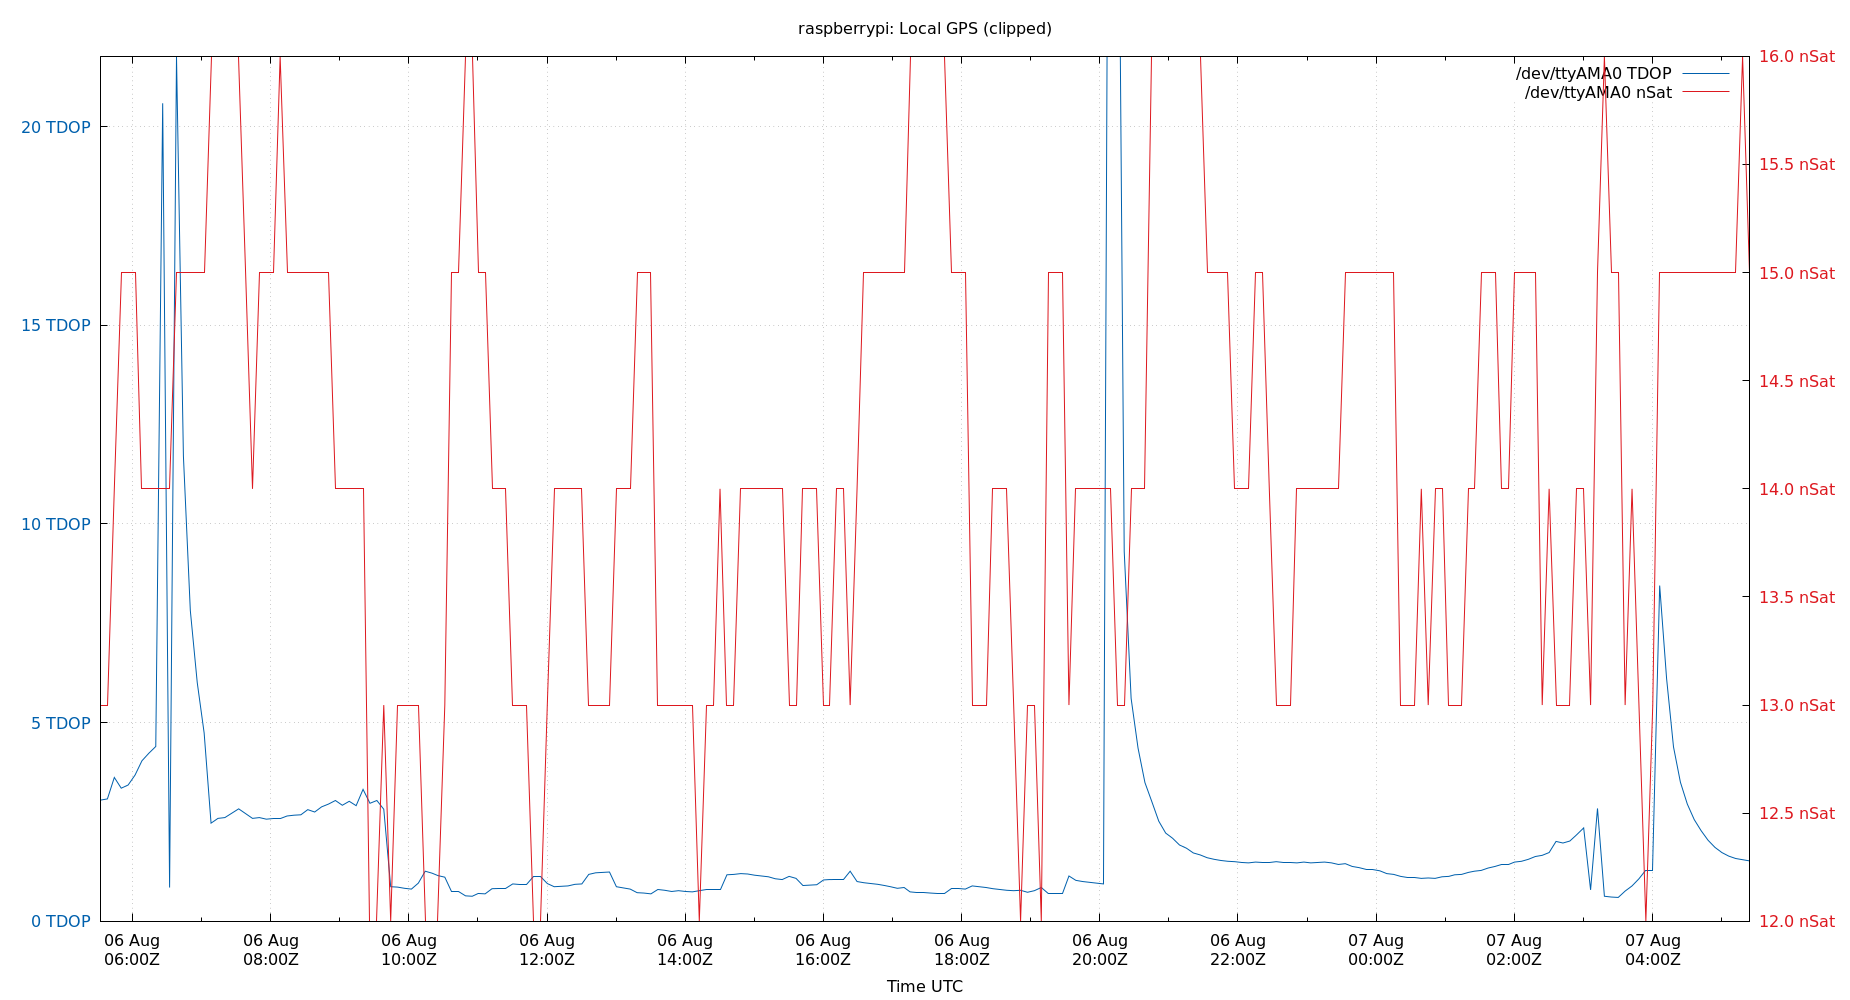 raspberrypi: Local GPS (clipped)
/dev/ttyAMA0 TDOP
/dev/ttyAMA0 nSat
20 TDOP
15 TDOP
10 TDOP
5 TDOP
0 TDOP
16.0 nSat
15.5 nSat
15.0 nSat
14.5 nSat
14.0 nSat
13.5 nSat
13.0 nSat
12.5 nSat
12.0 nSat
06 Aug 06 Aug 06 Aug 06 Aug 06 Aug 06 Aug 06 Aug 06 Aug 06 Aug 07 Aug 07 Aug 07 Aug
06:00Z 08:00Z 10:00Z 12:00Z 14:00Z 16:00Z 18:00Z 20:00Z 22:00Z 00:00Z 02:00Z 04:00Z
Time UTC